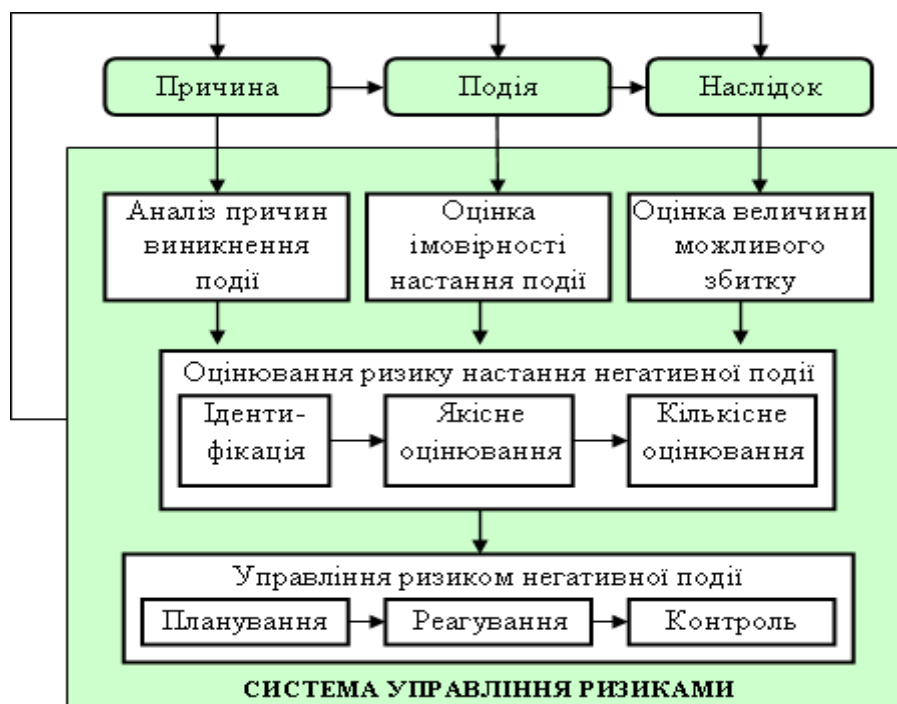 Причина
Подія
Наслідок
Аналіз причин
виникнення
події
Оцінка
імовірності
настання події
Оцінка величини
можливого
збитку
Оцінювання ризику настання негативної події
Іденти-
фікація
Якісне
оцінювання
Кількісне
оцінювання
Управління ризиком негативної події
Планування
Реагування
Контроль
СИСТЕМА УПРАВЛІННЯ РИЗИКАМИ